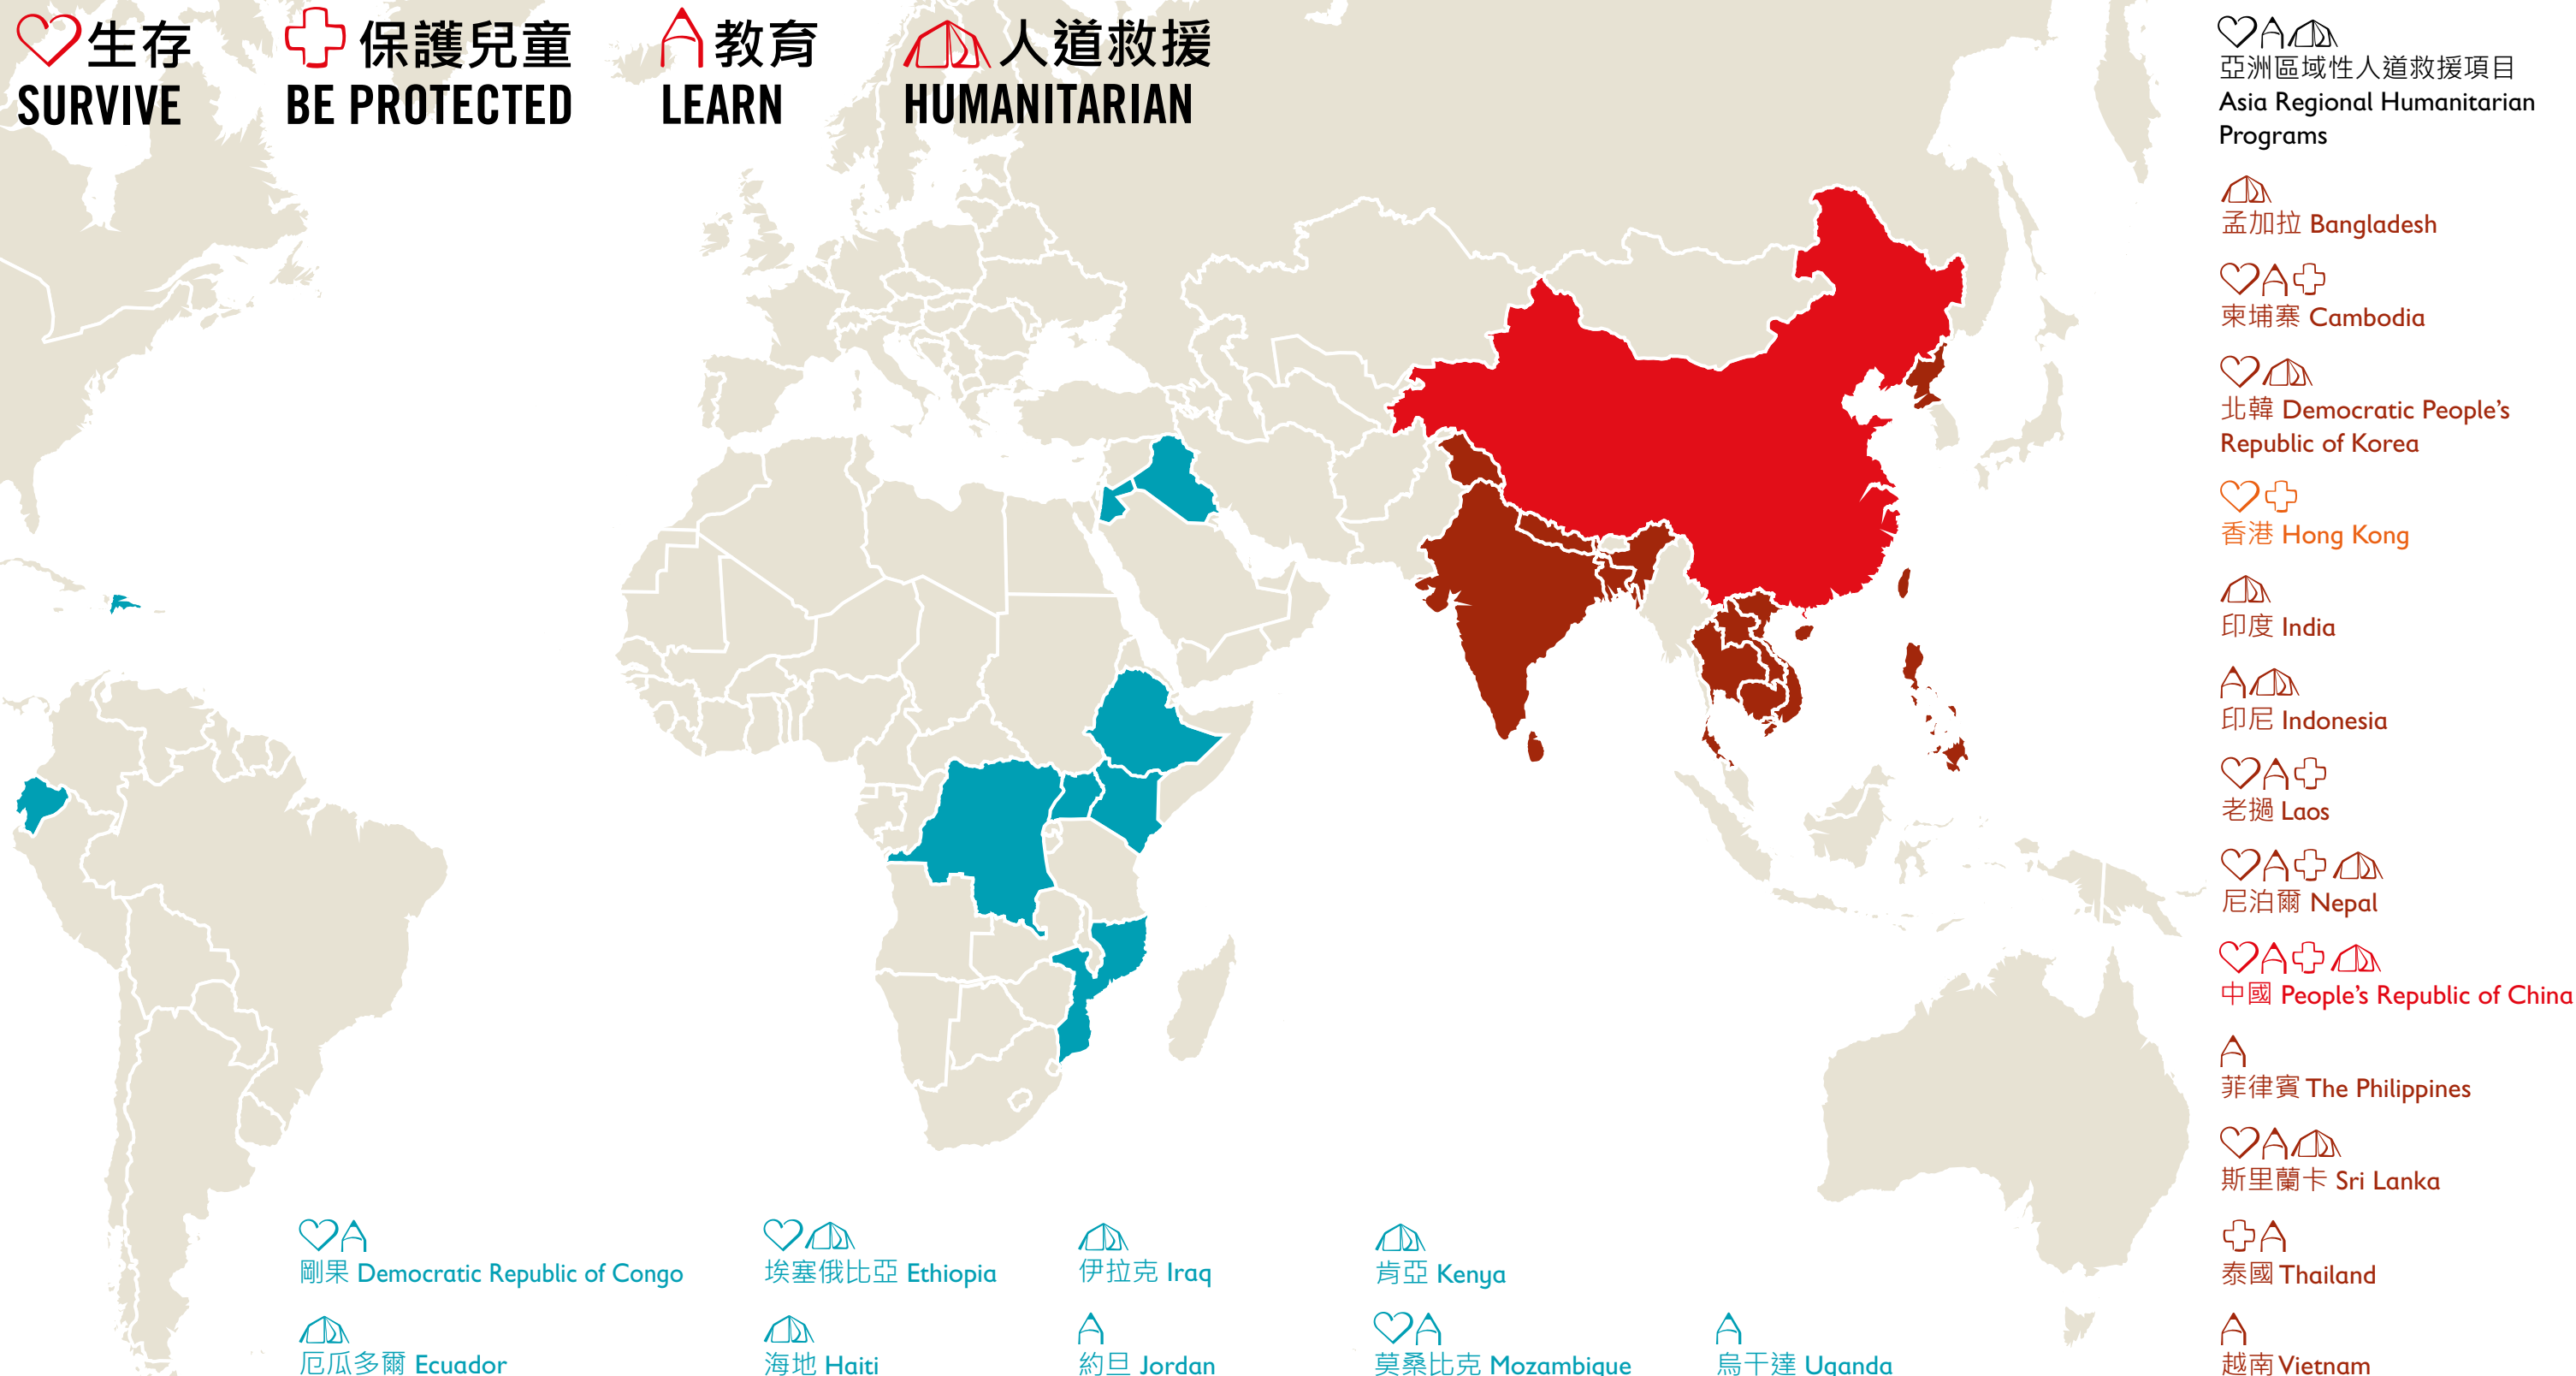 生存
SURVIVE
保護兒童
BE PROTECTED
教育
LEARN
人道救援
HUMANITARIAN
亞洲區域性人道救援項目
Asia Regional Humanitarian
Programs
孟加拉 Bangladesh
柬埔寨 Cambodia
北韓 Democratic People’s
Republic of Korea
香港 Hong Kong
印度 India
印尼 Indonesia
老撾 Laos
尼泊爾 Nepal
中國 People’s Republic of China
菲律賓 The Philippines
斯里蘭卡 Sri Lanka
泰國 Thailand
越南 Vietnam
剛果 Democratic Republic of Congo
埃塞俄比亞 Ethiopia
伊拉克 Iraq
肯亞 Kenya
厄瓜多爾 Ecuador
海地 Haiti
約旦 Jordan
莫桑比克 Mozambique
烏干達 Uganda